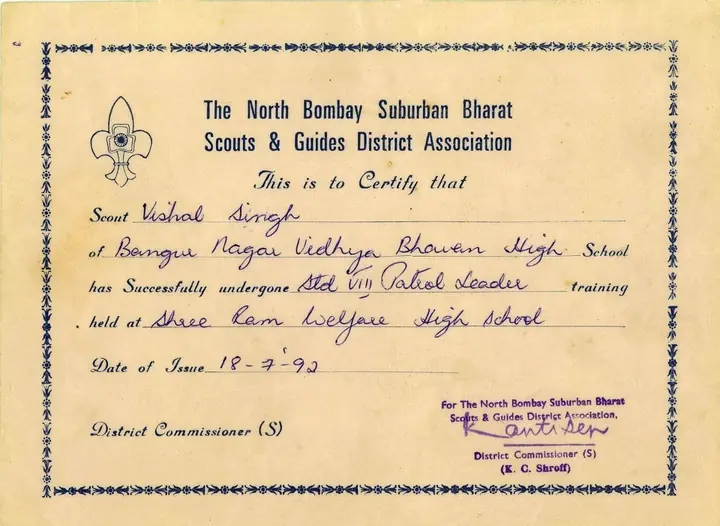 The North Bombay Suburban Bharat
Scouts & Guides District Association
This is to Certify that
Scout Vishal Singh
of Bangur Nagar Vidhya Bhavan High School
has Successfully undergone Std VIII Patrol Leader training
held at Shree Ram Welfare High School
Date of Issue 18-7-92
For The North Bombay Suburban Bharat
Scouts & Guides District Association,
District Commissioner (S)
District Commissioner (S)
(K. C. Shroff)